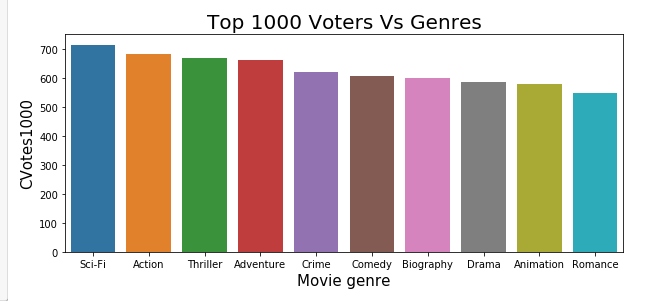 Top 1000 Voters Vs Genres
CVotes1000
700
600
500
400
300
200
100
0
Sci-Fi Action Thriller Adventure Crime Comedy Biography Drama Animation Romance
Movie genre